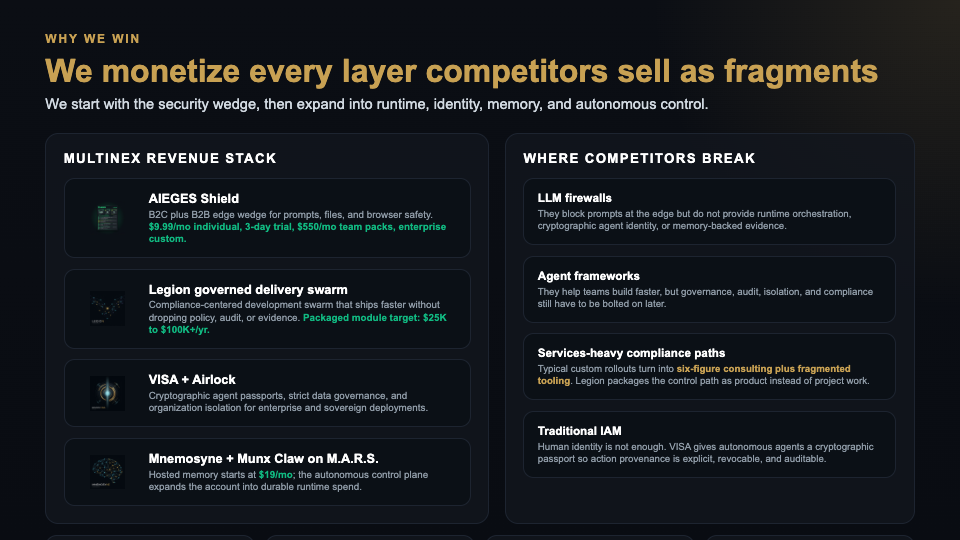 WHY WE WIN
We monetize every layer competitors sell as fragments
We start with the security wedge, then expand into runtime, identity, memory, and autonomous control.
MULTINEX REVENUE STACK
AIEGES Shield
B2C plus B2B edge wedge for prompts, files, and browser safety.
$9.99/mo individual, 3-day trial, $550/mo team packs, enterprise
custom.
Legion governed delivery swarm
Compliance-centered development swarm that ships faster without
dropping policy, audit, or evidence. Packaged module target: $25K
to $100K+/yr.
VISA + Airlock
Cryptographic agent passports, strict data governance, and
organization isolation for enterprise and sovereign deployments.
Mnemosyne + Munx Claw on M.A.R.S.
Hosted memory starts at $19/mo; the autonomous control plane
expands the account into durable runtime spend.
WHERE COMPETITORS BREAK
LLM firewalls
They block prompts at the edge but do not provide runtime orchestration,
cryptographic agent identity, or memory-backed evidence.
Agent frameworks
They help teams build faster, but governance, audit, isolation, and compliance
still have to be bolted on later.
Services-heavy compliance paths
Typical custom rollouts turn into six-figure consulting plus fragmented
tooling. Legion packages the control path as product instead of project work.
Traditional IAM
Human identity is not enough. VISA gives autonomous agents a cryptographic
passport so action provenance is explicit, revocable, and auditable.